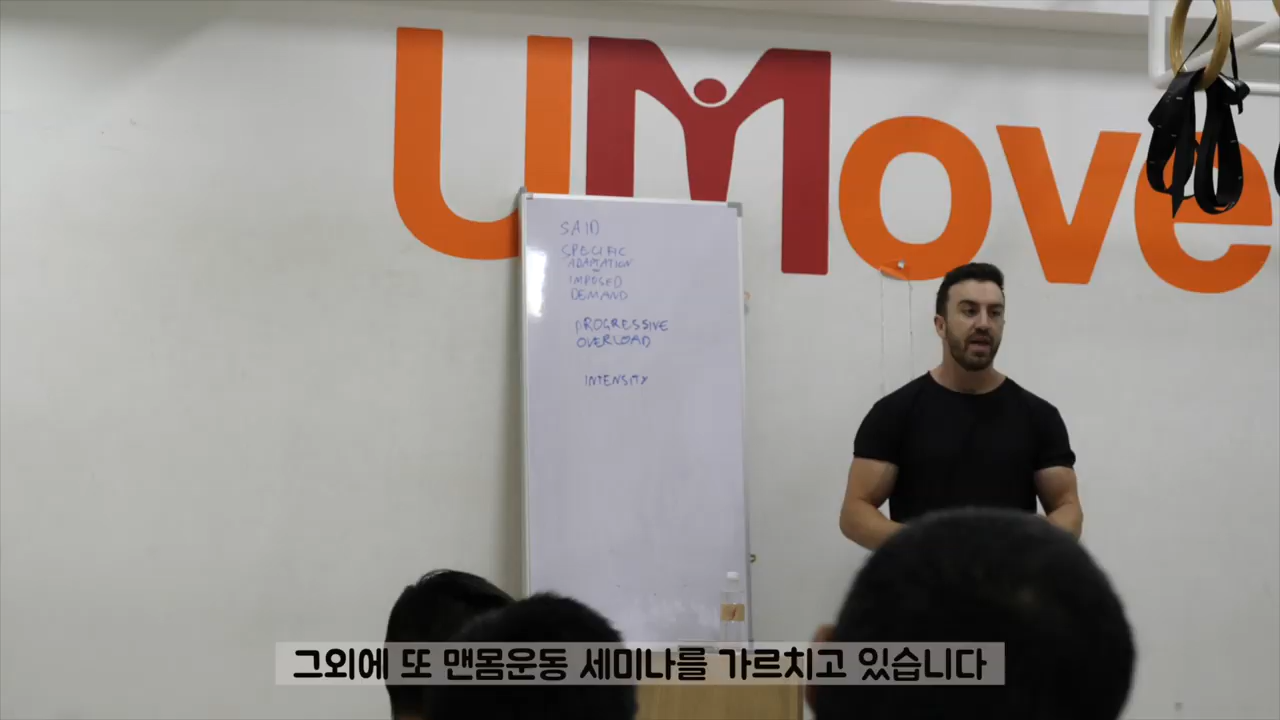 UMove
SAID
SPECIFIC
ADAPTATION
IMPOSED
DEMAND
PROGRESSIVE
OVERLOAD
INTENSITY
그외에 또 맨몸운동 세미나를 가르치고 있습니다